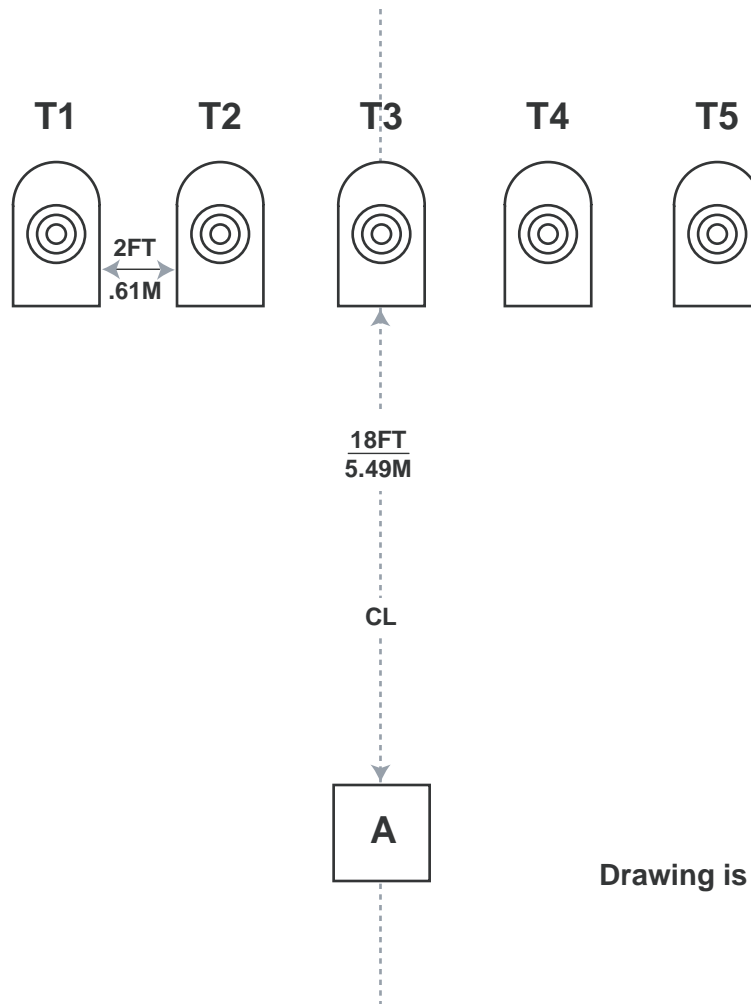 T1 T2 T3 T4 T5
2FT
.61M
18FT
5.49M
CL
A
Drawing is